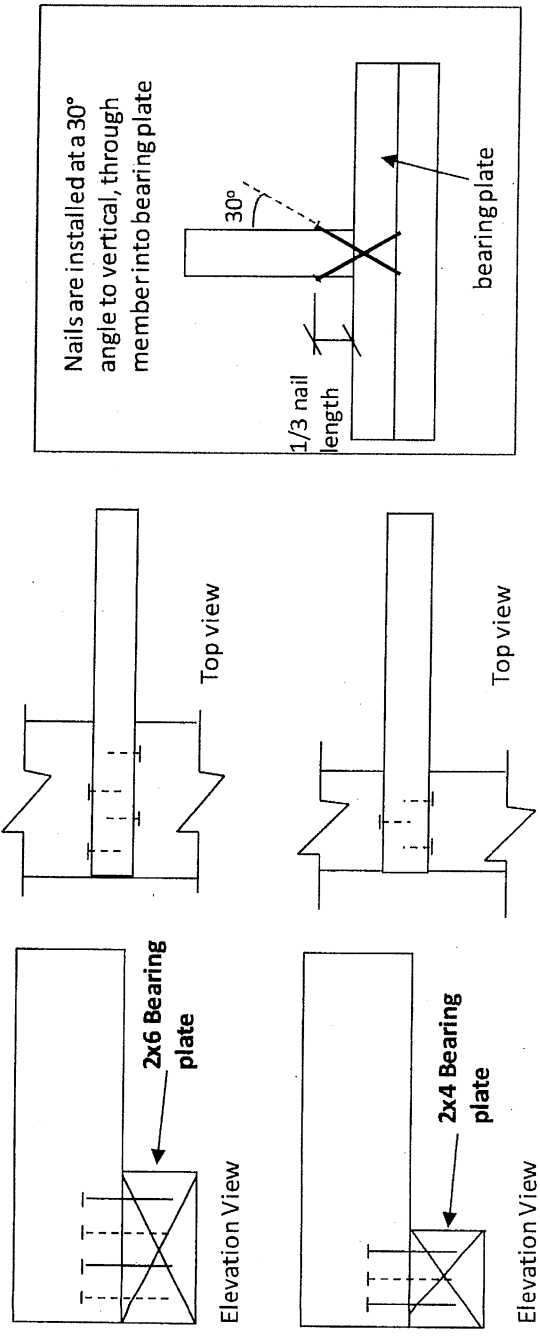 2x6 Bearing
plate
Elevation View
Top view
2x4 Bearing
plate
Elevation View
Top view
Nails are installed at a 30°
angle to vertical, through
member into bearing plate
30°
1/3 nail
length
bearing plate